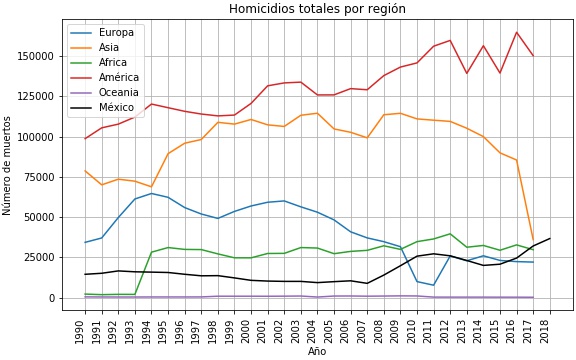 Homicidios totales por región
Europa
Asia
Africa
América
Oceania
México
Número de muertos
150000
125000
100000
75000
50000
25000
0
1990 1991 1992 1993 1994 1995 1996 1997 1998 1999 2000 2001 2002 2003 2004 2005 2006 2007 2008 2009 2010 2011 2012 2013 2014 2015 2016 2017 2018
Año